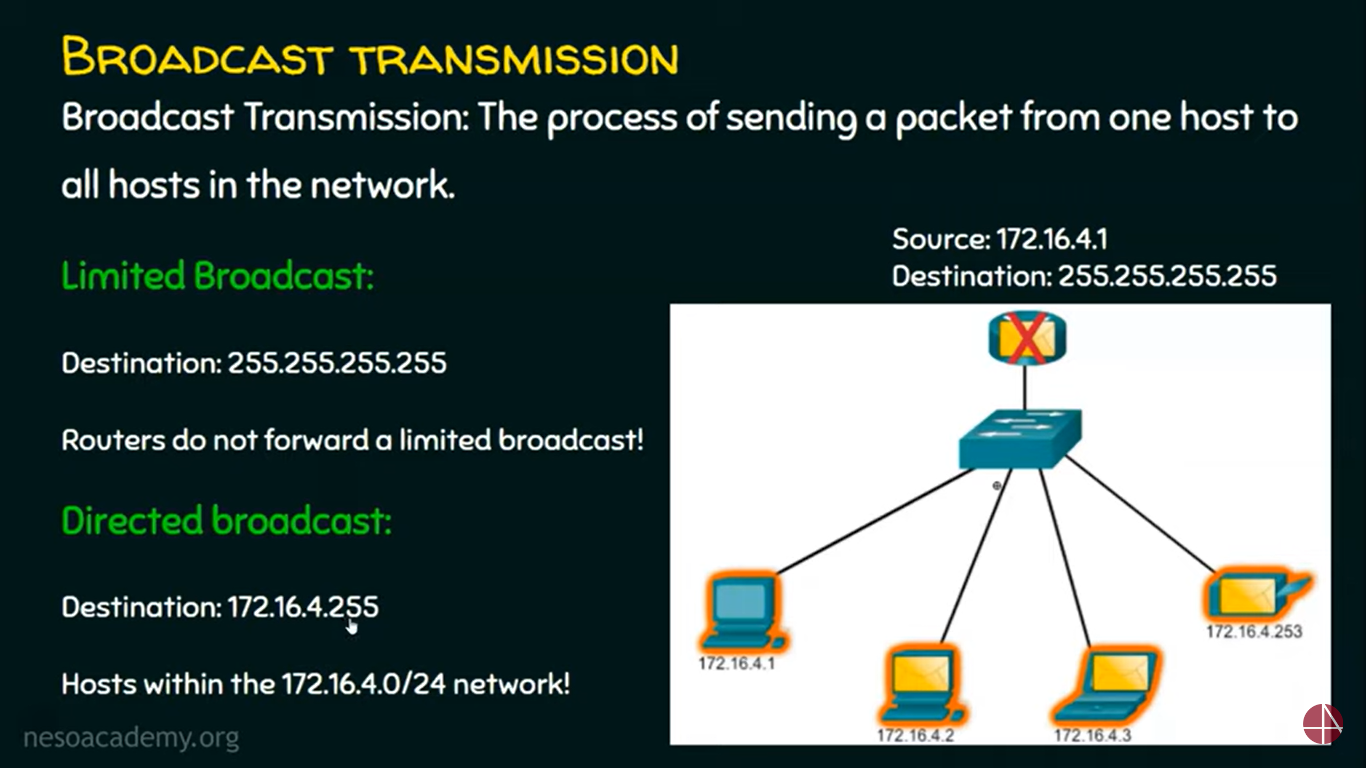 BROADCAST TRANSMISSION
Broadcast Transmission: The process of sending a packet from one host to
all hosts in the network.
Limited Broadcast:
Destination: 255.255.255.255
Routers do not forward a limited broadcast!
Directed broadcast:
Destination: 172.16.4.255
Hosts within the 172.16.4.0/24 network!
Source: 172.16.4.1
Destination: 255.255.255.255
X
172.16.4.1
172.16.4.2
172.16.4.3
172.16.4.253
nesoacademy.org